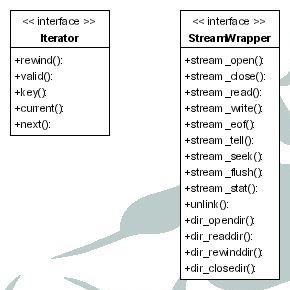 << interface >>
Iterator
+rewind():
+valid():
+key():
+current():
+next():
<< interface >>
StreamWrapper
+stream_open():
+stream_close():
+stream_read():
+stream_write():
+stream_eof():
+stream_tell():
+stream_seek():
+stream_flush():
+stream_stat():
+unlink():
+dir_opendir():
+dir_readdir():
+dir_rewinddir():
+dir_closedir():